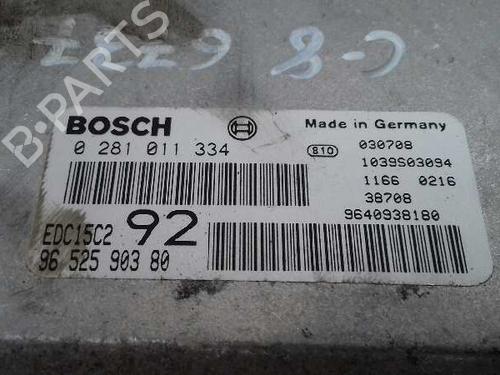 B-PARTS
C-8
BOSCH
Made in Germany
0 281 011 334
810
030708
1039S03094
1166 0216
38708
9640938180
EDC15C2
92
96 525 903 80